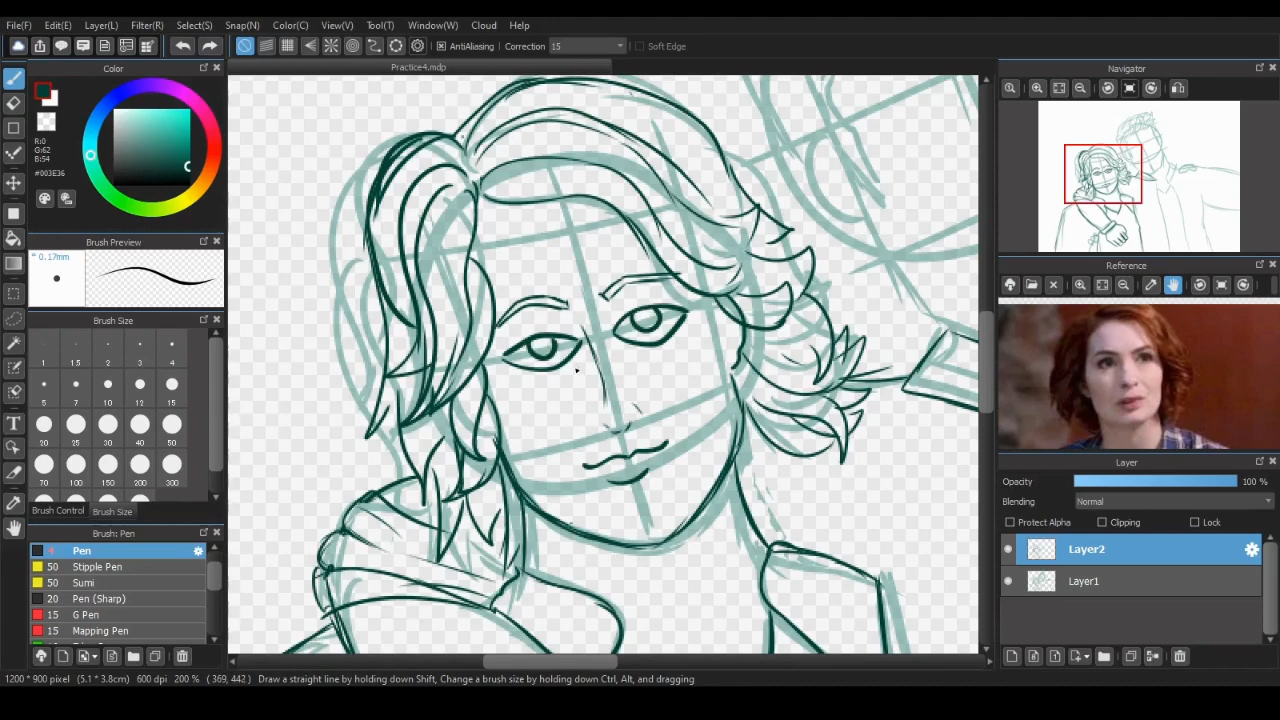 File(F) Edit(E) Layer(L) Filter(R) Select(S) Snap(N) Color(C) View(V) Tool(T) Window(W) Cloud Help
AntiAliasing Correction 15 Soft Edge
Color
R:0
G:62
B:54
#003E36
Brush Preview
0.17mm
Brush Size
1 1.5 2 3 4
5 7 10 12 15
20 25 30 40 50
70 100 150 200 300
Brush Control Brush Size
Brush: Pen
Pen
50 Stipple Pen
50 Sumi
20 Pen (Sharp)
15 G Pen
15 Mapping Pen
Practice4.mdp
Navigator
Reference
Layer
Opacity 100 %
Blending Normal
Protect Alpha Clipping Lock
Layer2
Layer1
1200 * 900 pixel (5.1 * 3.8cm) 600 dpi 200 % ( 369, 442 ) Draw a straight line by holding down Shift, Change a brush size by holding down Ctrl, Alt, and dragging